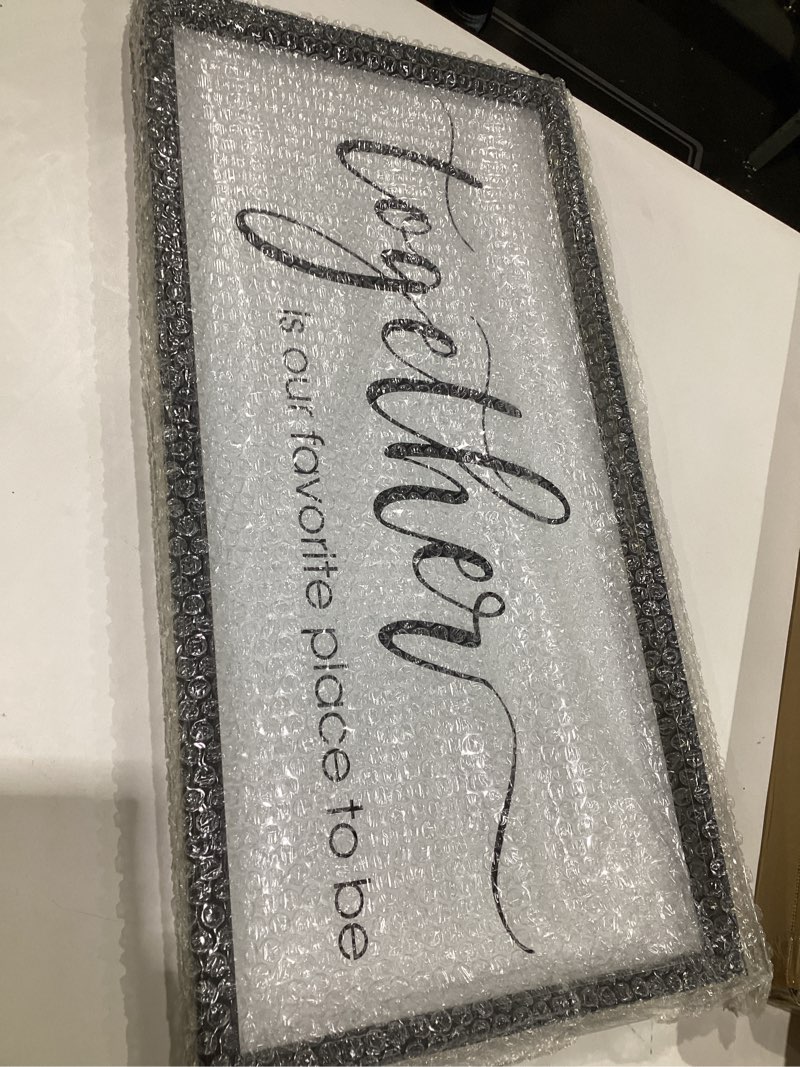 together
is our favorite place to be